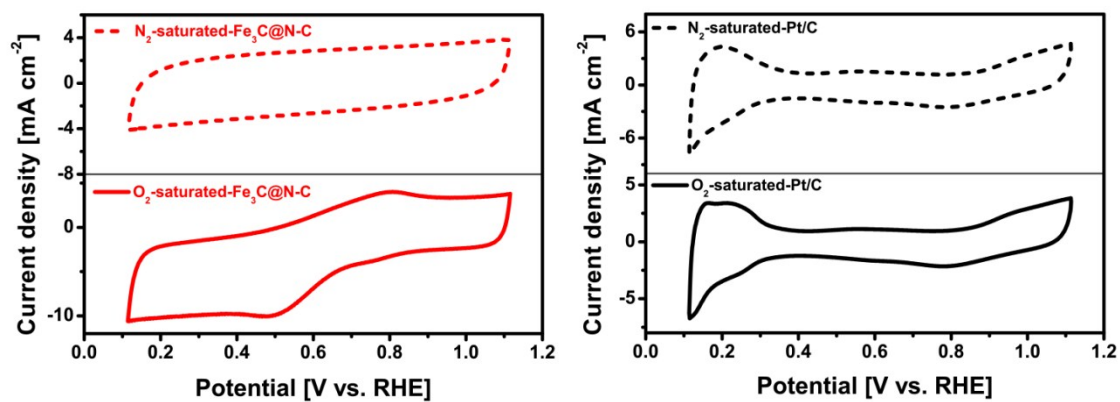 N2-saturated-Fe3C@N-C
4
0
-4
-8
O2-saturated-Fe3C@N-C
0
-10
Current density [mA cm-2]
0.0 0.2 0.4 0.6 0.8 1.0 1.2
Potential [V vs. RHE]
N2-saturated-Pt/C
6
0
-6
O2-saturated-Pt/C
5
0
-5
Current density [mA cm-2]
0.0 0.2 0.4 0.6 0.8 1.0 1.2
Potential [V vs. RHE]